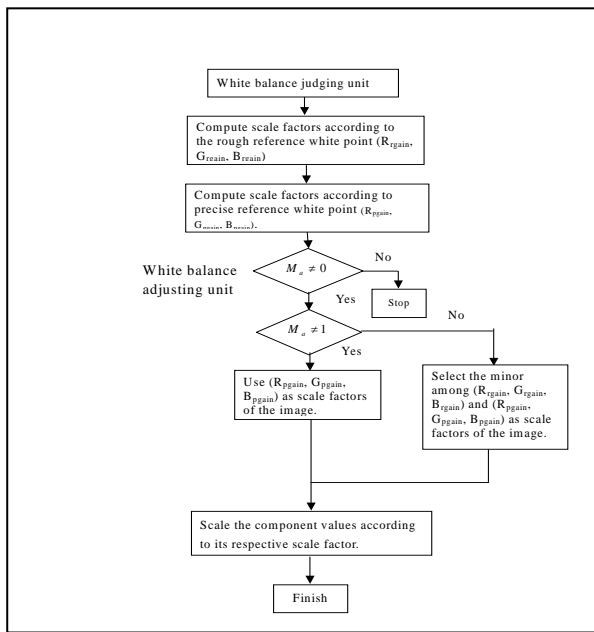 White balance judging unit
Compute scale factors according to
the rough reference white point (Rrgain,
Grgain, Brgain)
Compute scale factors according to
precise reference white point (Rpgain,
Gpgain, Bpgain).
White balance
adjusting unit
Ma ≠ 0
No
Stop
Yes
Ma ≠ 1
No
Yes
Use (Rpgain, Gpgain,
Bpgain) as scale factors
of the image.
Select the minor
among (Rrgain, Grgain,
Brgain) and (Rpgain,
Gpgain, Bpgain) as scale
factors of the image.
Scale the component values according
to its respective scale factor.
Finish